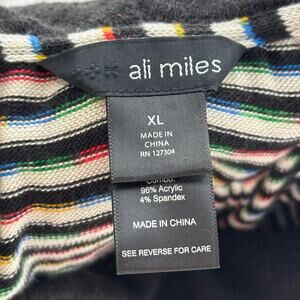 ali miles
XL
MADE IN
CHINA
RN 127304
Combo:
96% Acrylic
4% Spandex
MADE IN CHINA
SEE REVERSE FOR CARE